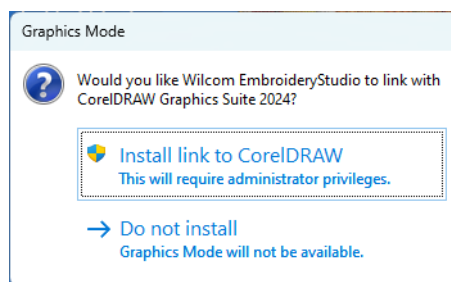 Graphics Mode
Would you like Wilcom EmbroideryStudio to link with
CorelDRAW Graphics Suite 2024?
Install link to CorelDRAW
This will require administrator privileges.
Do not install
Graphics Mode will not be available.